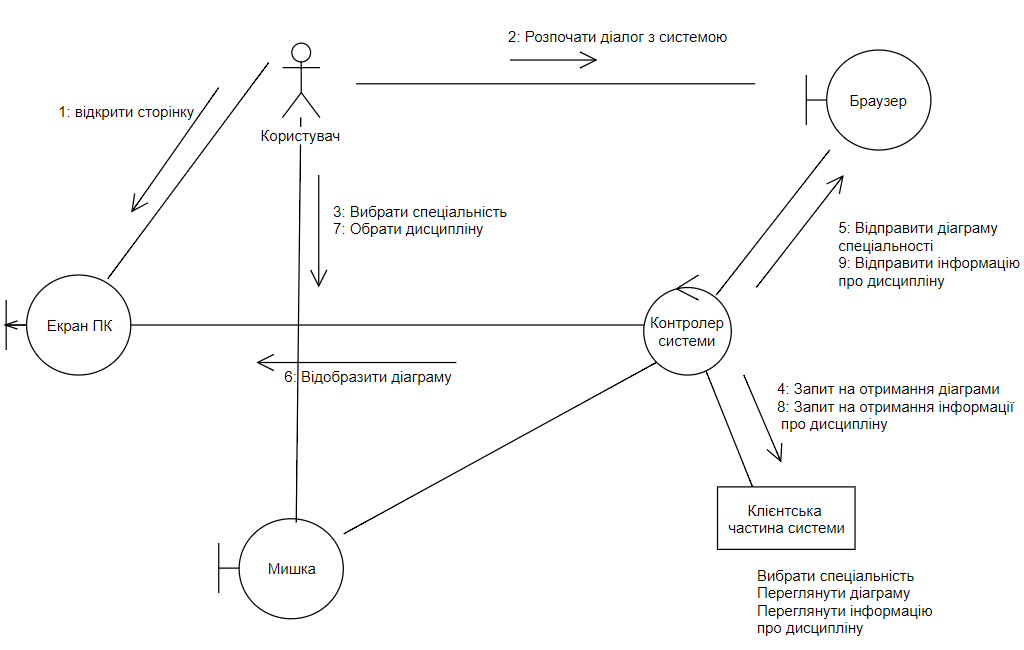 2: Розпочати діалог з системою
Браузер
1: відкрити сторінку
Користувач
3: Вибрати спеціальність
7: Обрати дисципліну
5: Відправити діаграму
спеціальності
9: Відправити інформацію
про дисципліну
Екран ПК
Контролер
системи
6: Відобразити діаграму
4: Запит на отримання діаграми
8: Запит на отримання інформації
про дисципліну
Клієнтська
частина системи
Мишка
Вибрати спеціальність
Переглянути діаграму
Переглянути інформацію
про дисципліну